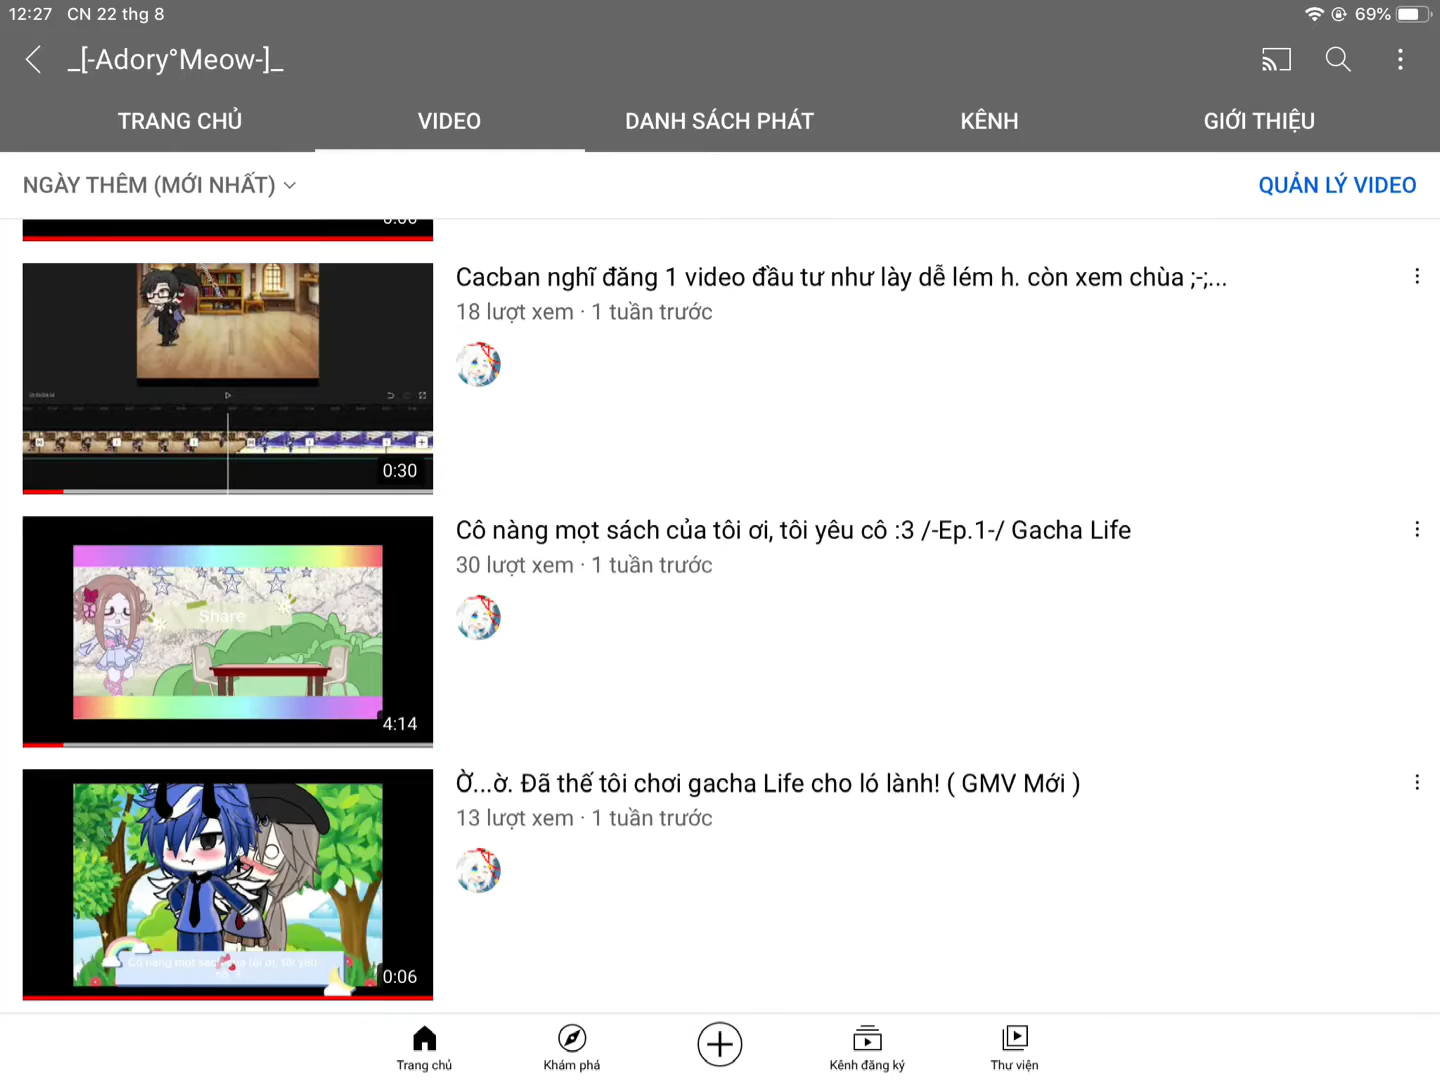 12:27 CN 22 thg 8
69%
_[-Adory°Meow-]_
TRANG CHỦ
VIDEO
DANH SÁCH PHÁT
KÊNH
GIỚI THIỆU
NGÀY THÊM (MỚI NHẤT)
QUẢN LÝ VIDEO
Cacban nghĩ đăng 1 video đầu tư như lày dễ lém h. còn xem chùa ;-;...
18 lượt xem · 1 tuần trước
0:30
Cô nàng mọt sách của tôi ơi, tôi yêu cô :3 /-Ep.1-/ Gacha Life
30 lượt xem · 1 tuần trước
Share
4:14
Ờ...ờ. Đã thế tôi chơi gacha Life cho ló lành! ( GMV Mới )
13 lượt xem · 1 tuần trước
0:06
Trang chủ
Khám phá
Kênh đăng ký
Thư viện